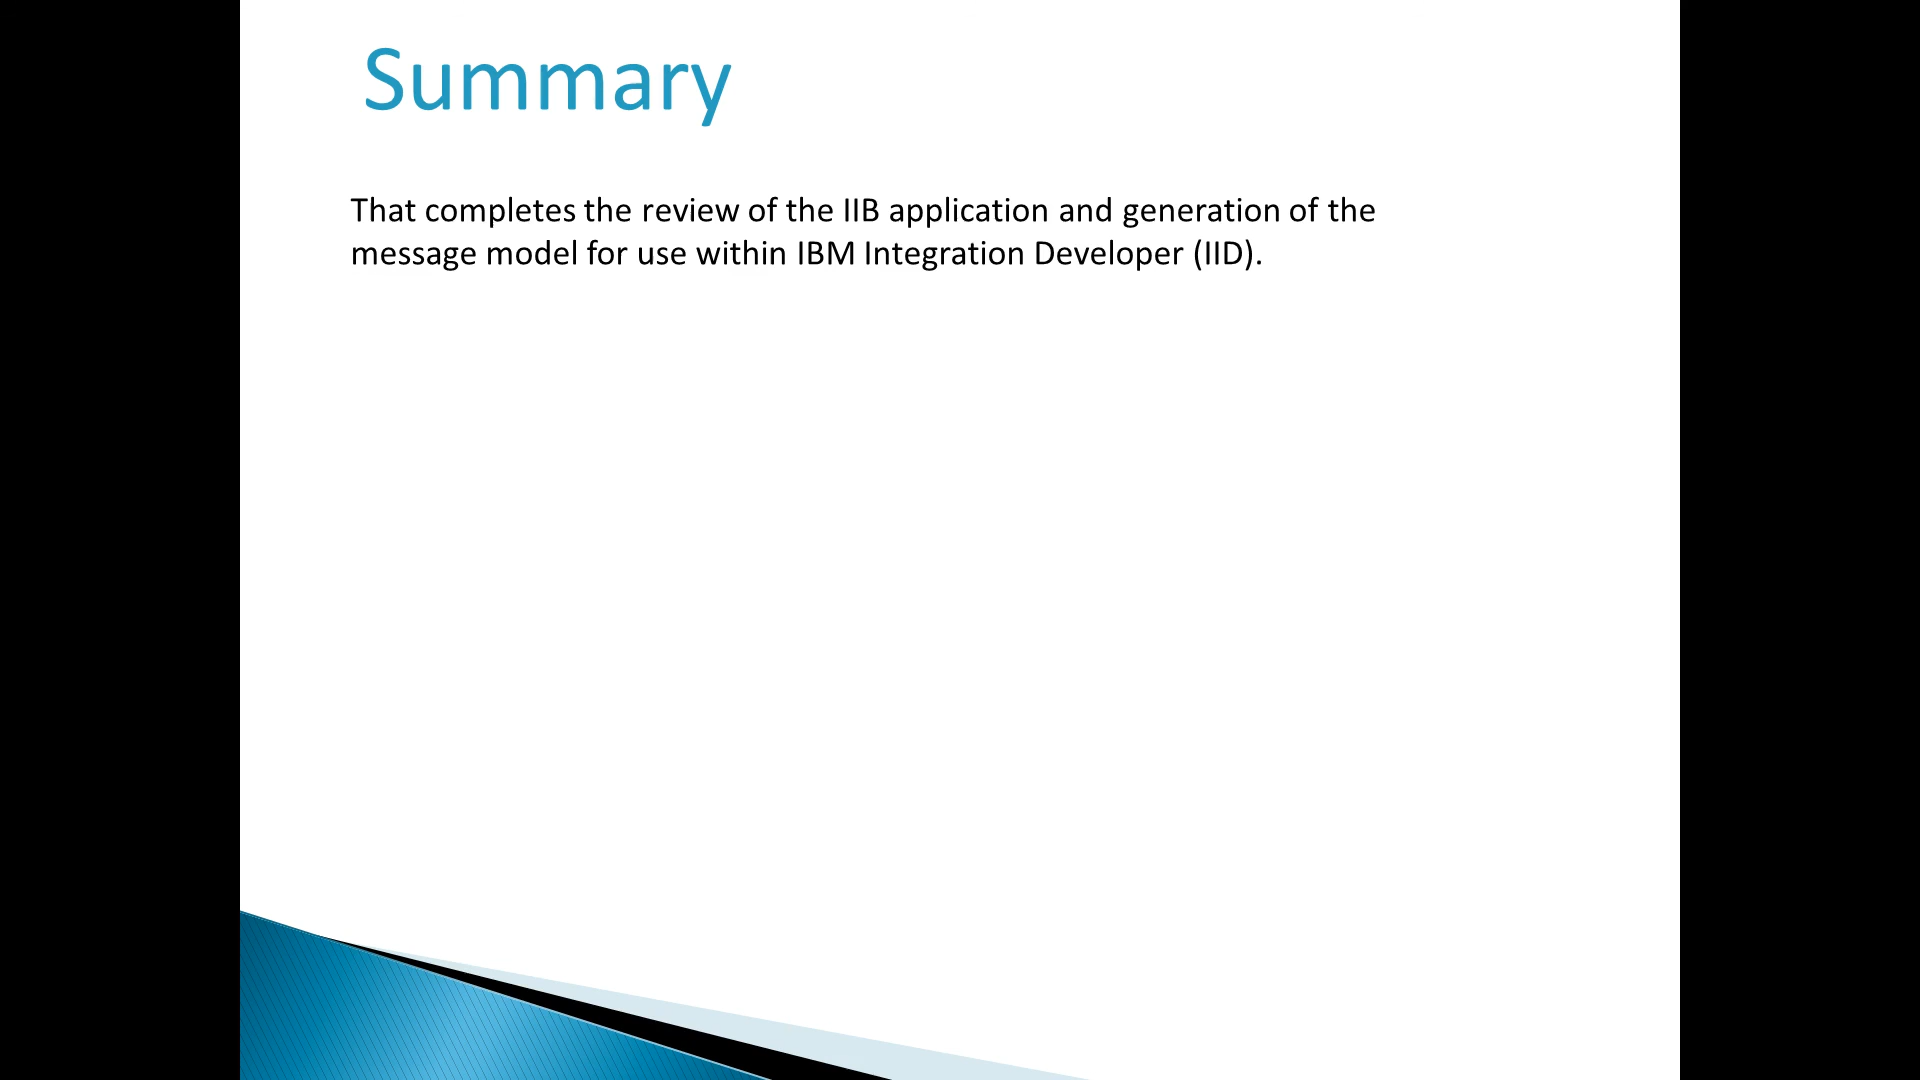 Summary
That completes the review of the IIB application and generation of the
message model for use within IBM Integration Developer (IID).